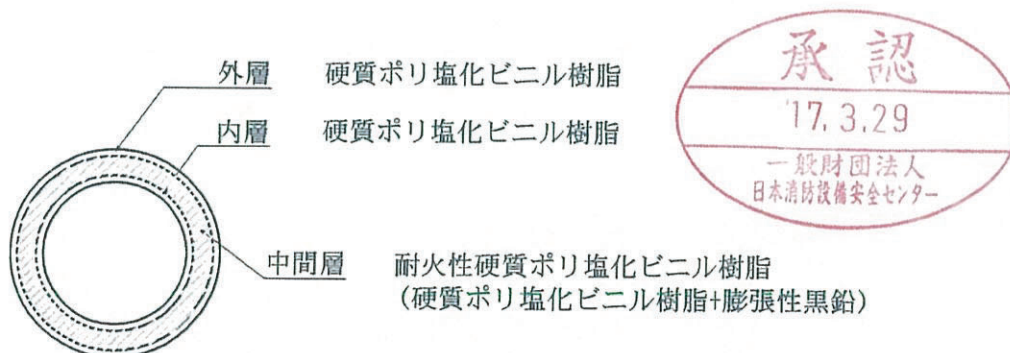 外層 硬質ポリ塩化ビニル樹脂
内層 硬質ポリ塩化ビニル樹脂
中間層 耐火性硬質ポリ塩化ビニル樹脂
(硬質ポリ塩化ビニル樹脂+膨張性黒鉛)
承認
'17.3.29
一般財団法人
日本消防設備安全センター